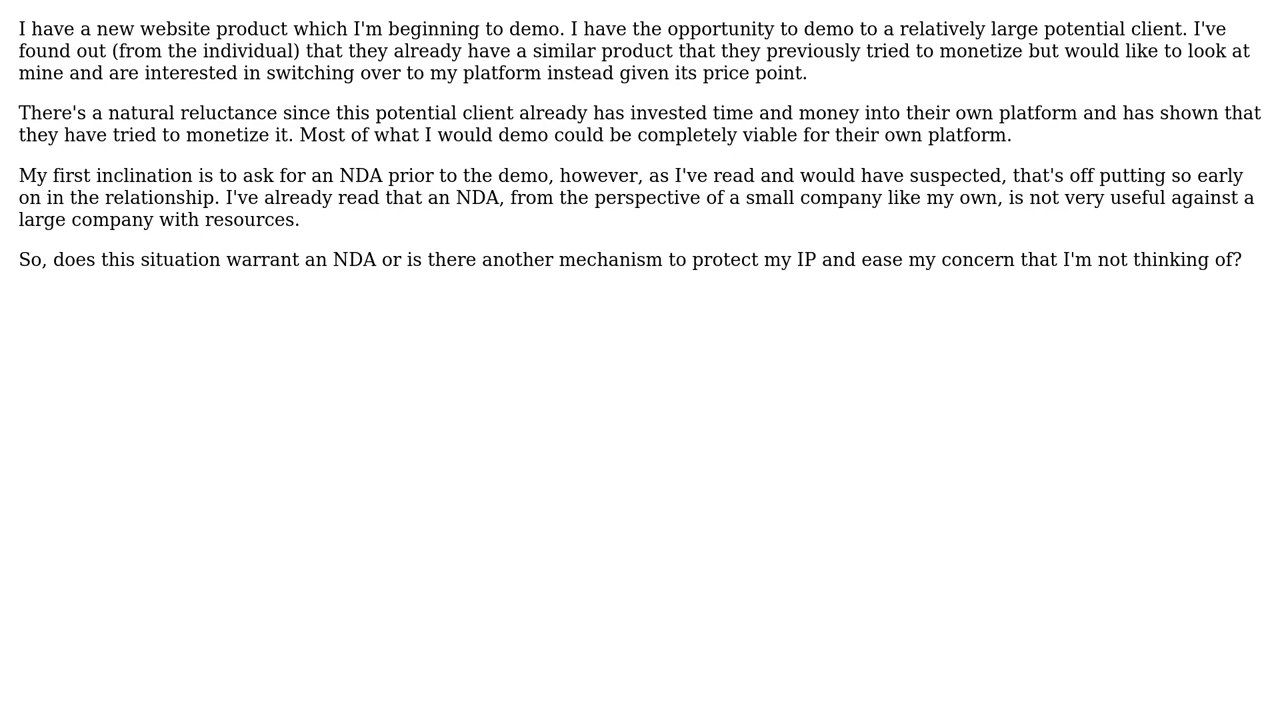 I have a new website product which I'm beginning to demo. I have the opportunity to demo to a relatively large potential client. I've
found out (from the individual) that they already have a similar product that they previously tried to monetize but would like to look at
mine and are interested in switching over to my platform instead given its price point.
There's a natural reluctance since this potential client already has invested time and money into their own platform and has shown that
they have tried to monetize it. Most of what I would demo could be completely viable for their own platform.
My first inclination is to ask for an NDA prior to the demo, however, as I've read and would have suspected, that's off putting so early
on in the relationship. I've already read that an NDA, from the perspective of a small company like my own, is not very useful against a
large company with resources.
So, does this situation warrant an NDA or is there another mechanism to protect my IP and ease my concern that I'm not thinking of?